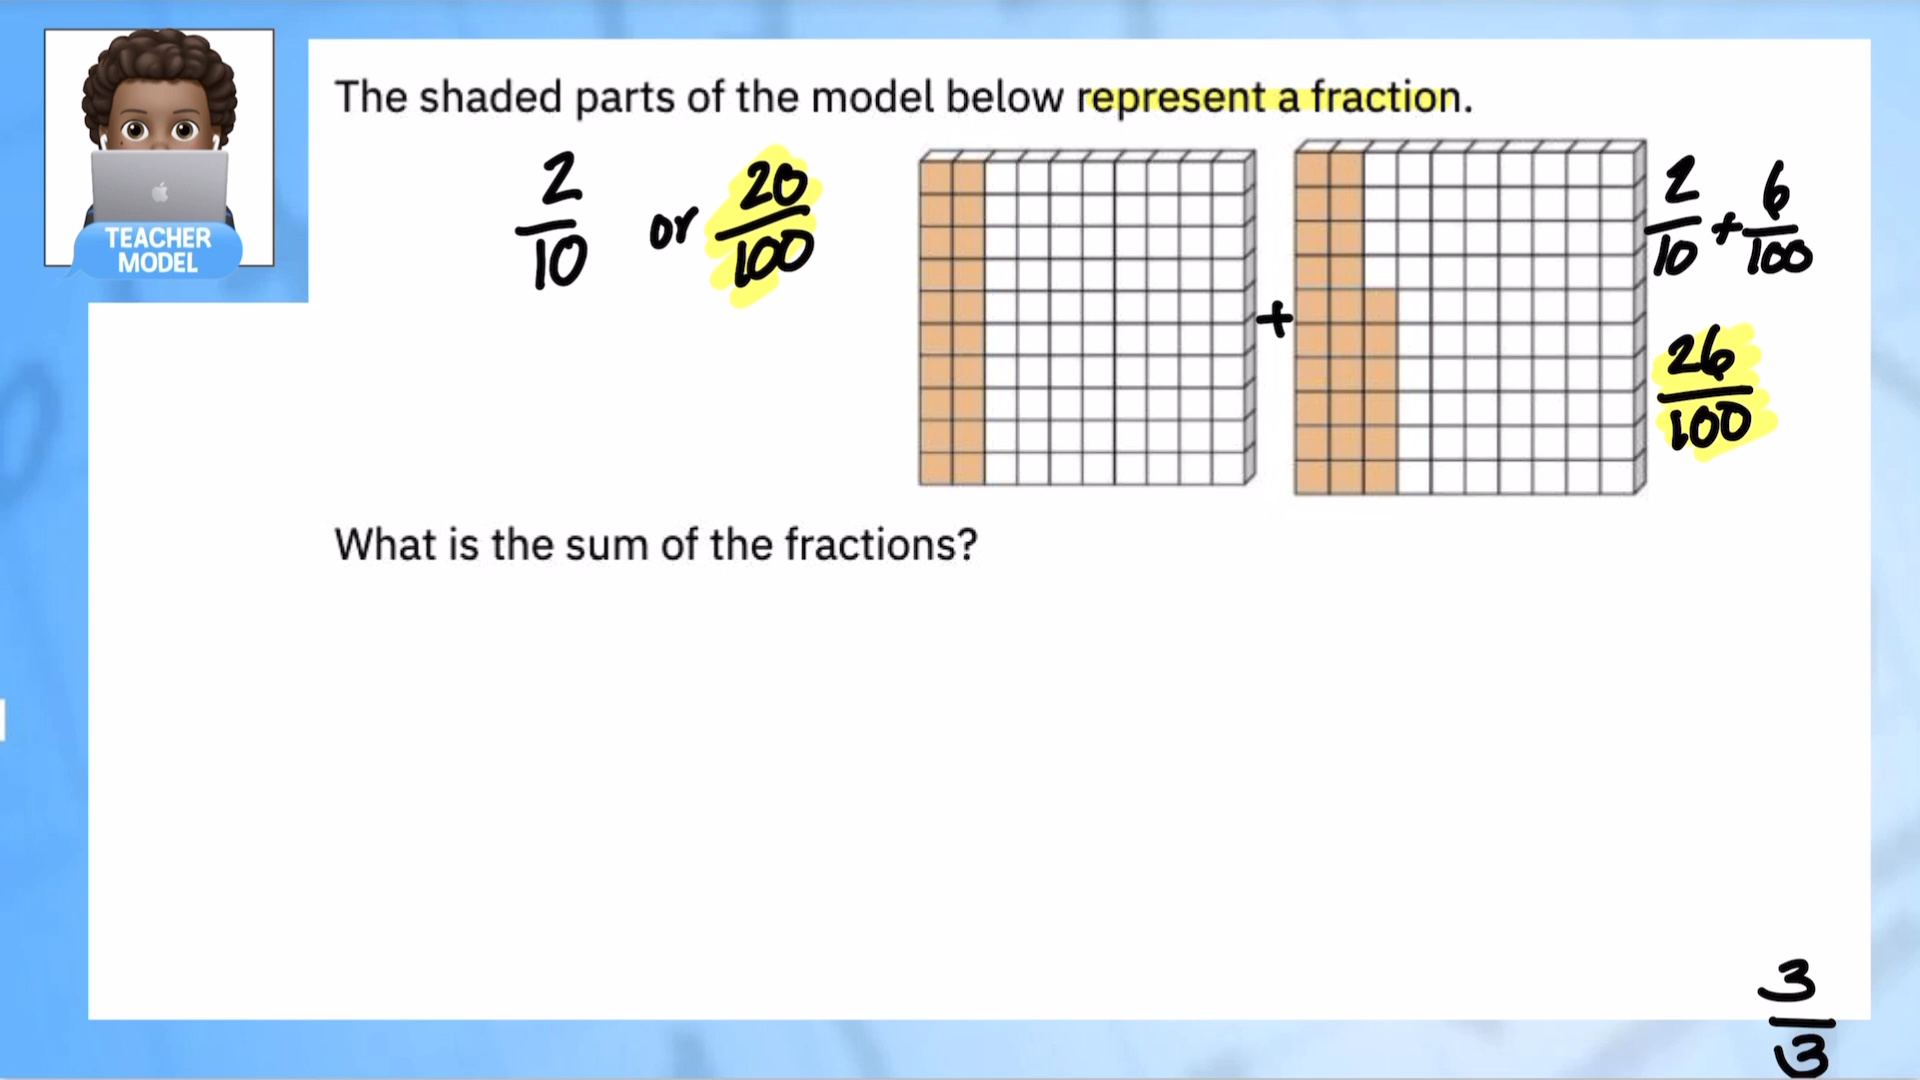 TEACHER
MODEL
The shaded parts of the model below represent a fraction.
2/10 or 20/100
+
2/10 + 6/100
26/100
What is the sum of the fractions?
3/3